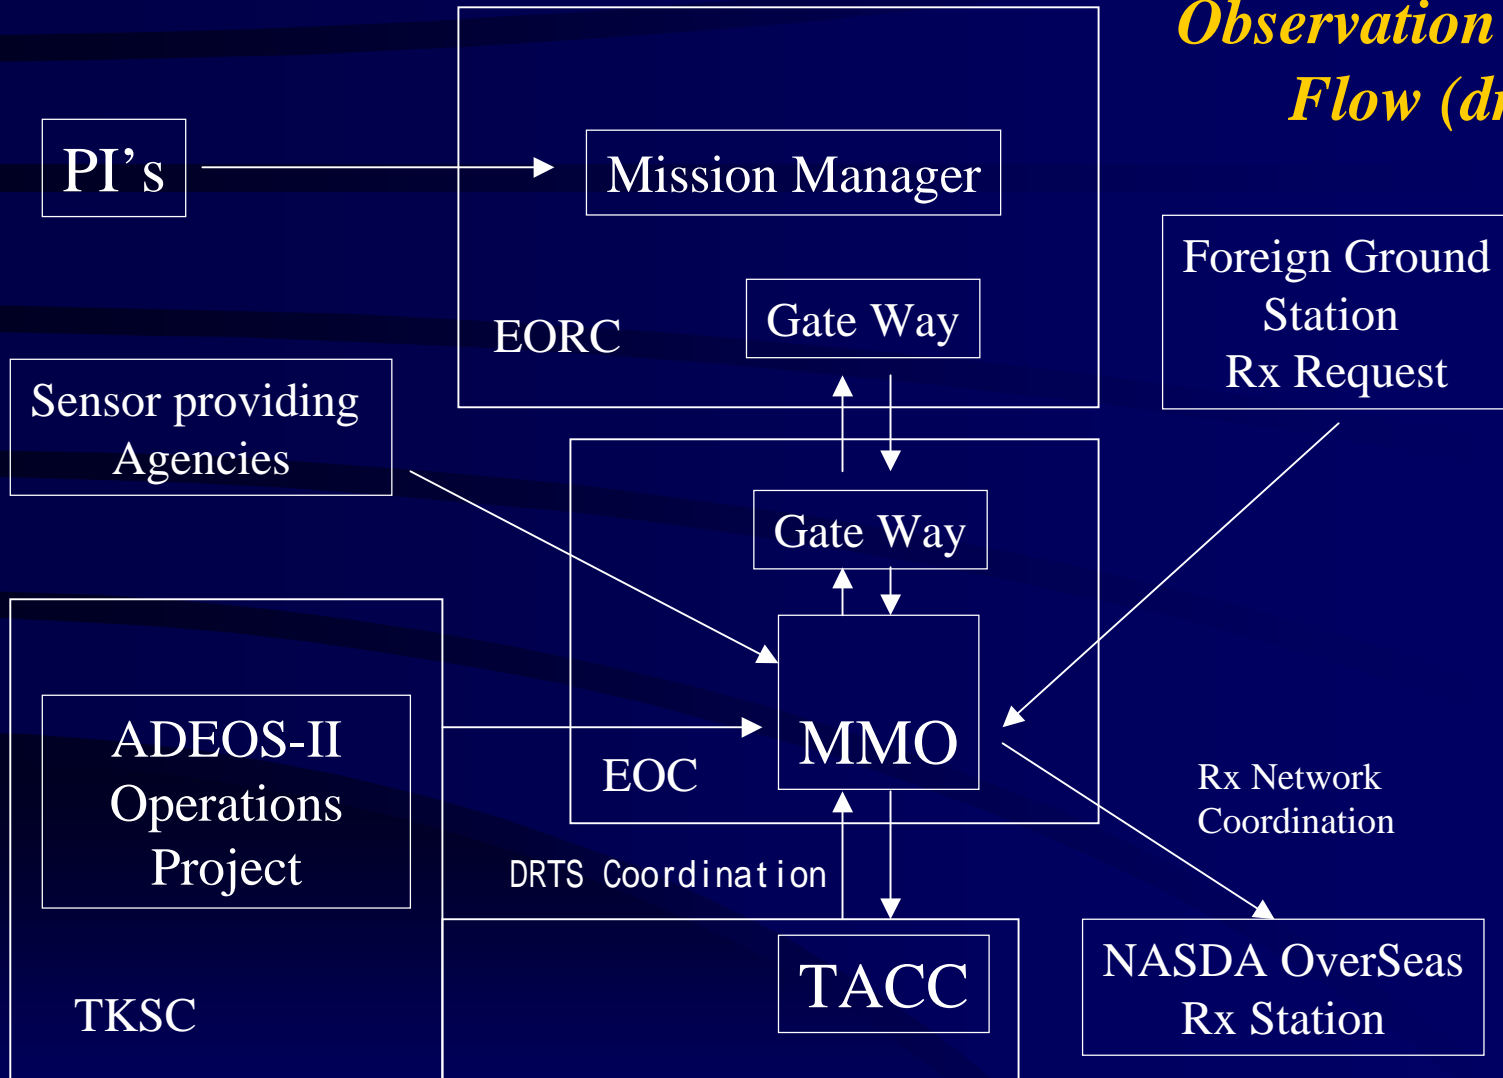 Observation
Flow (dr
PI's
Mission Manager
Foreign Ground
Station
Rx Request
Gate Way
EORC
Sensor providing
Agencies
Gate Way
ADEOS-II
Operations
Project
MMO
EOC
Rx Network
Coordination
DRTS Coordination
TACC
NASDA OverSeas
Rx Station
TKSC